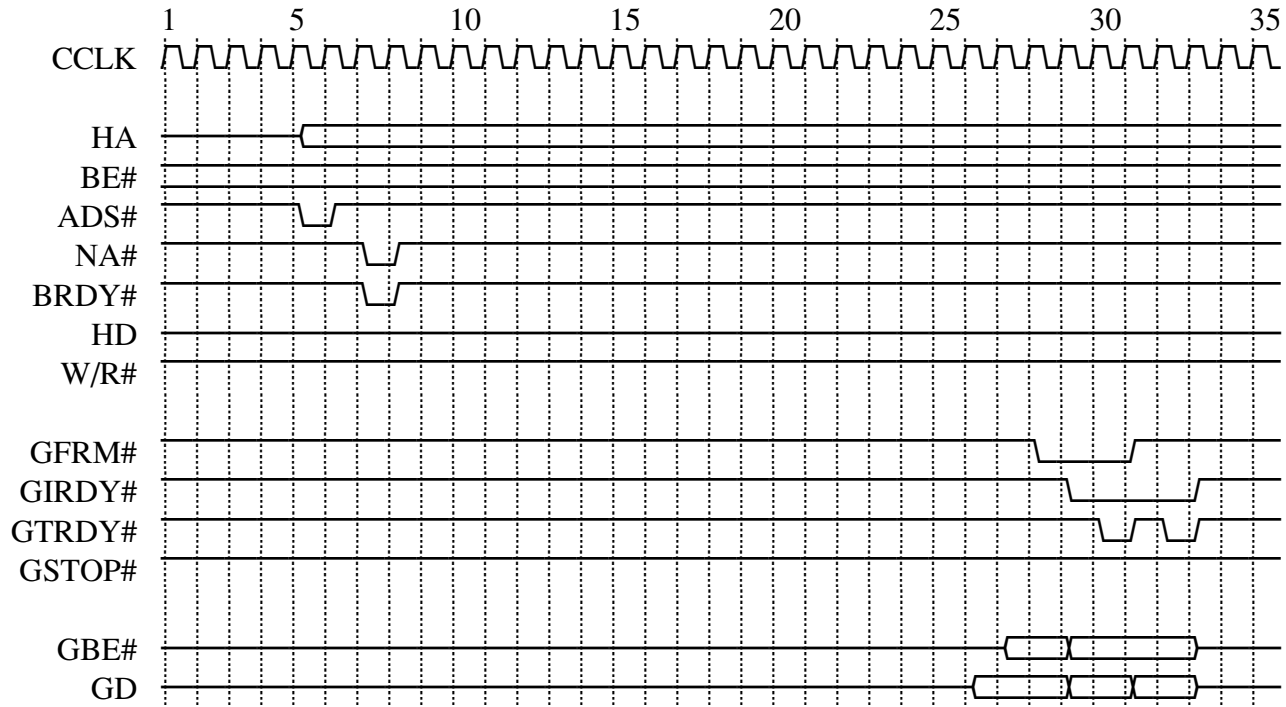 1 5 10 15 20 25 30 35
CCLK
HA
BE#
ADS#
NA#
BRDY#
HD
W/R#
GFRM#
GIRDY#
GTRDY#
GSTOP#
GBE#
GD